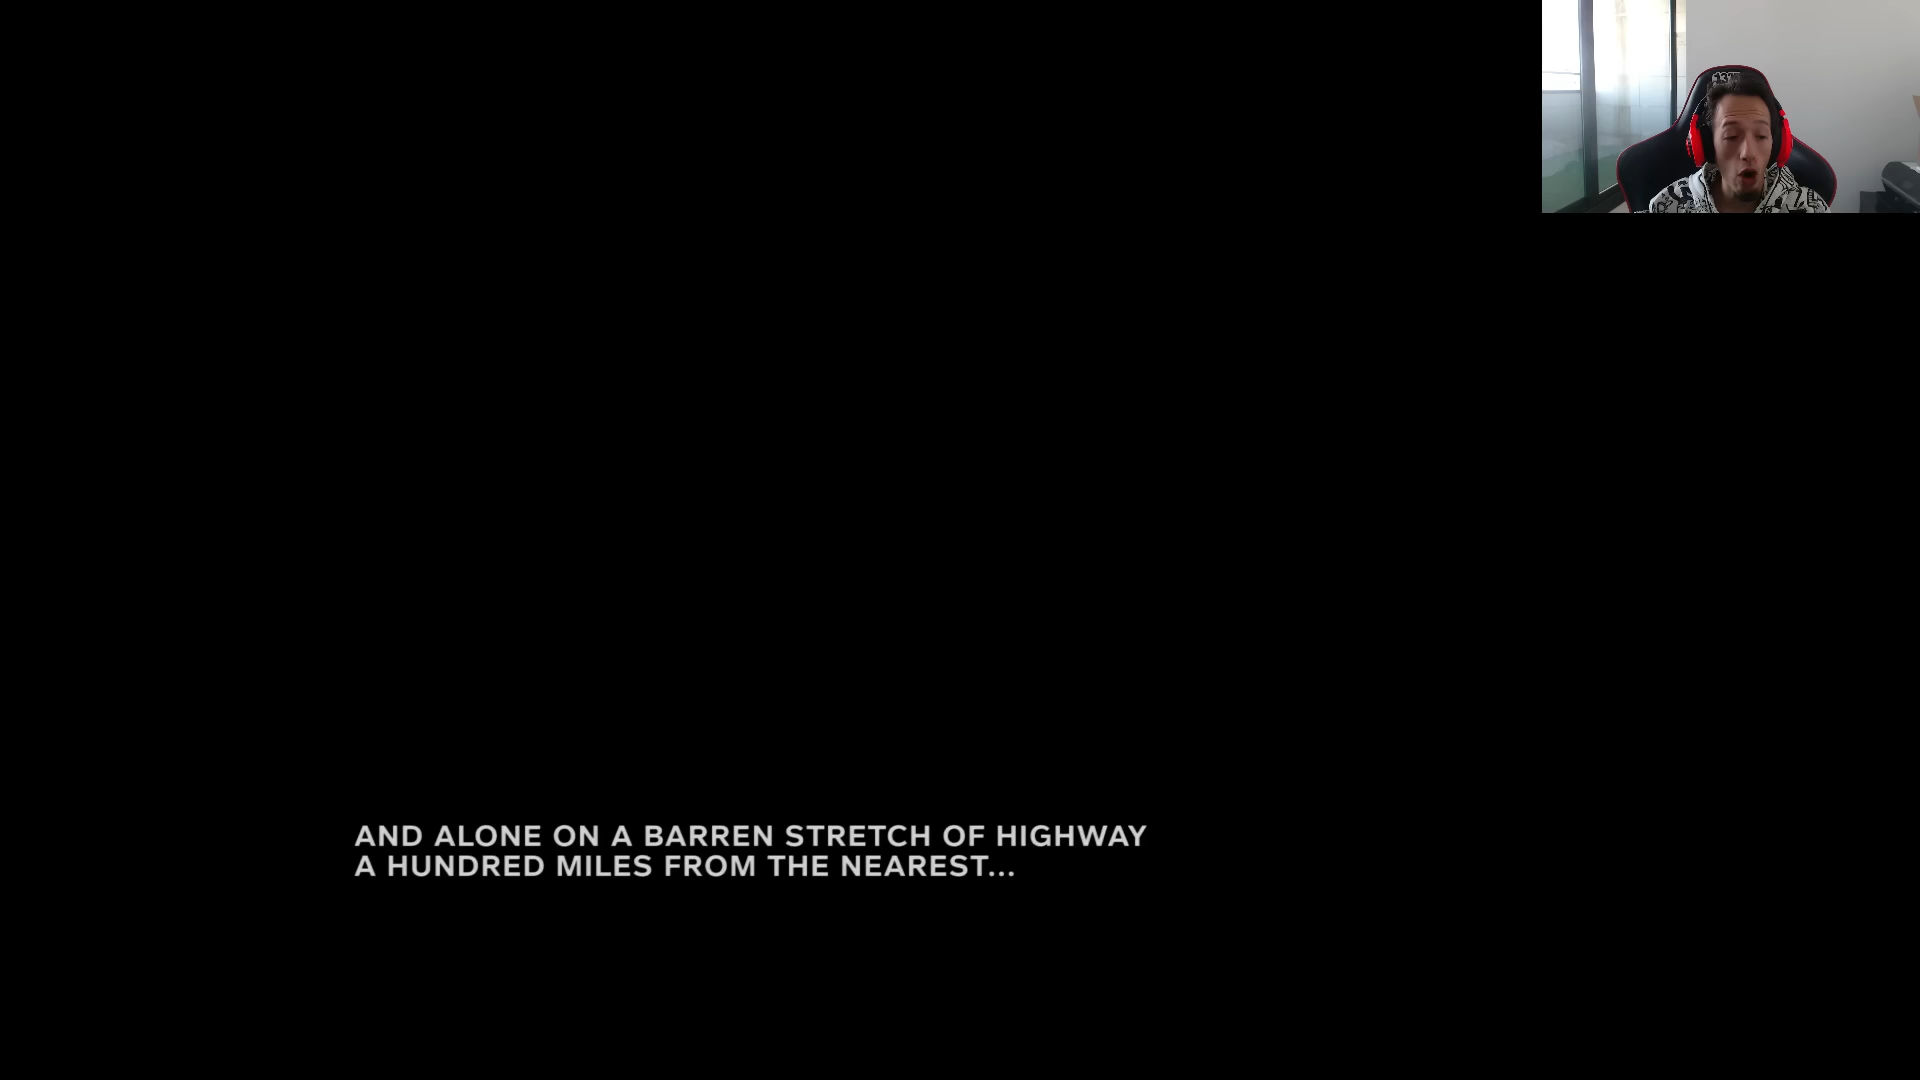 AND ALONE ON A BARREN STRETCH OF HIGHWAY
A HUNDRED MILES FROM THE NEAREST...